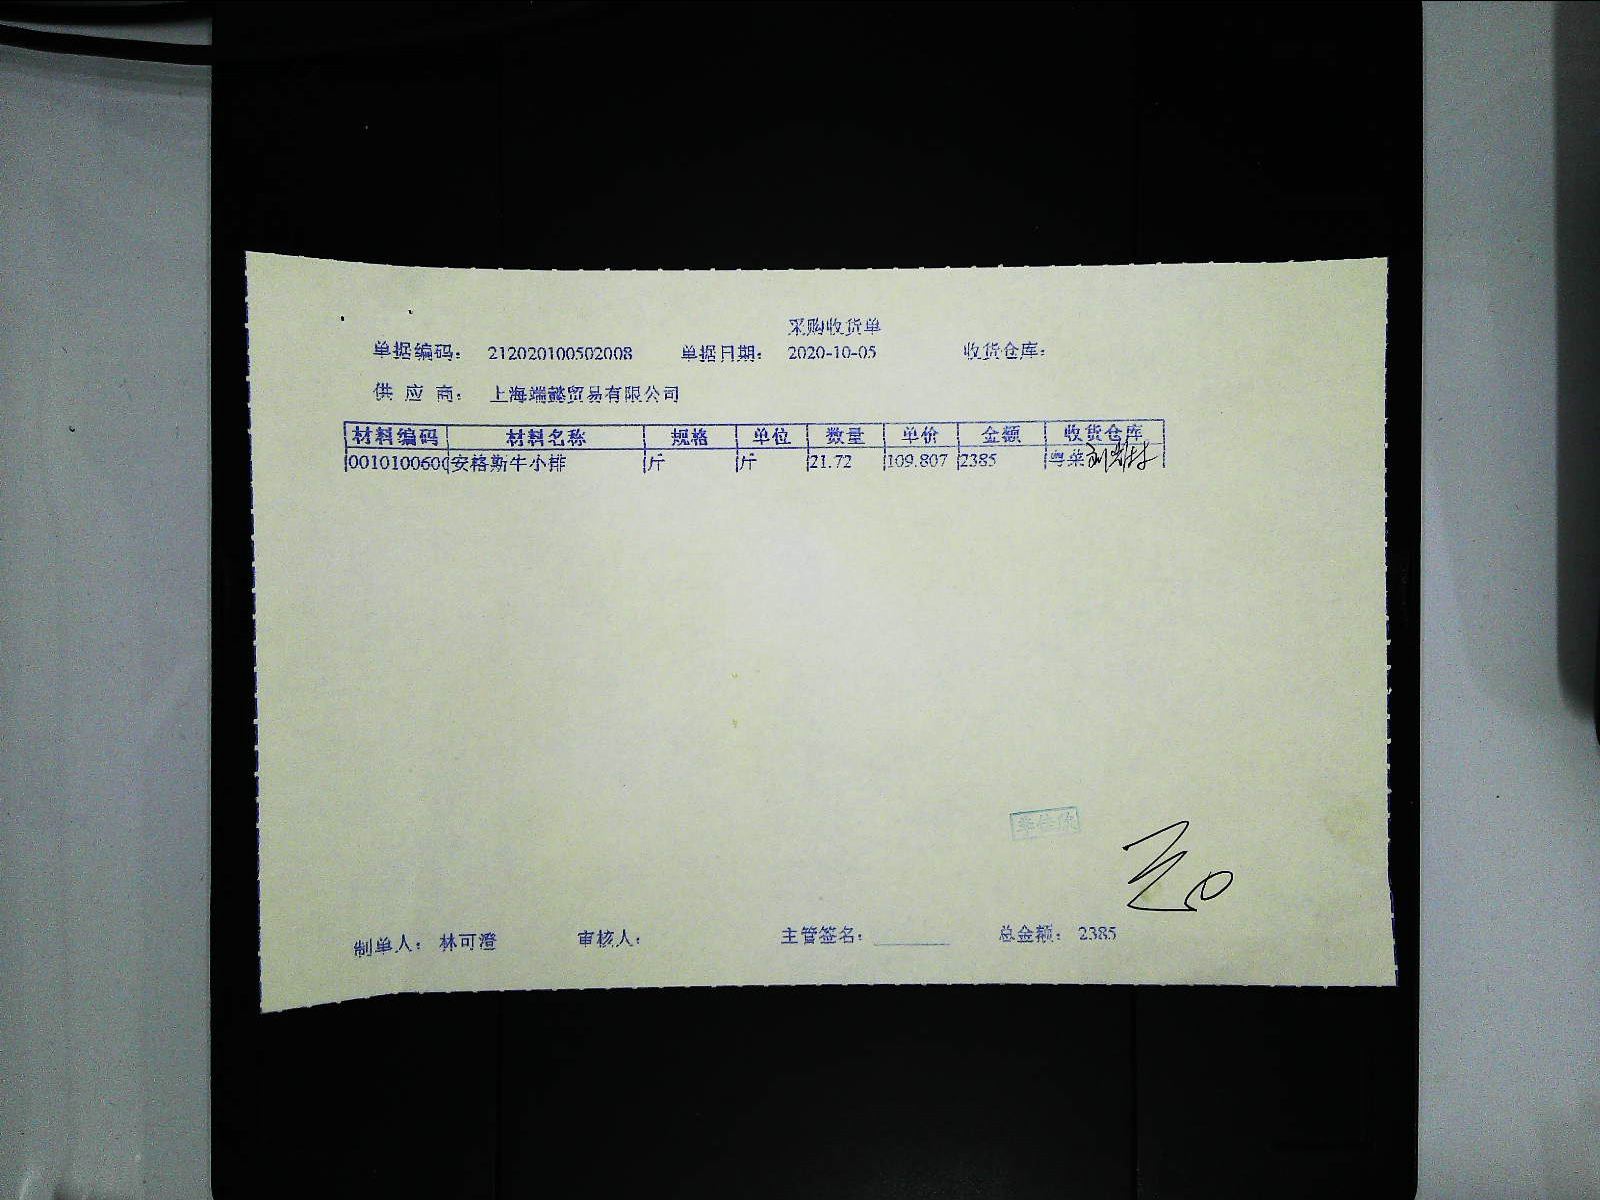 采购收货单
单据编码： 212020100502008 单据日期： 2020-10-05 收货仓库：
供 应 商： 上海端懿贸易有限公司
材料编码 材料名称 规格 单位 数量 单价 金额 收货仓库
0010100600 安格斯牛小排 斤 斤 21.72 109.807 2385 粤菜
制单人： 林可澄 审核人： 主管签名： 总金额： 2385